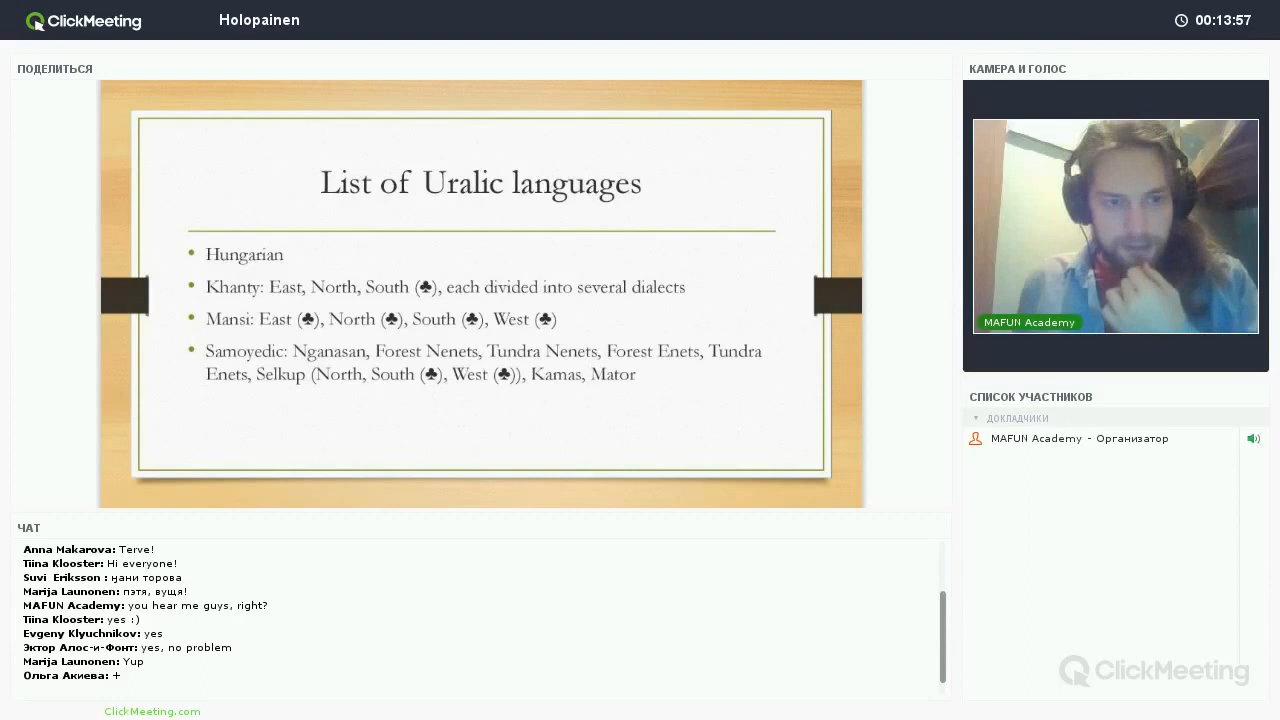 ClickMeeting
Holopainen
00:13:57
ПОДЕЛИТЬСЯ
List of Uralic languages
• Hungarian
• Khanty: East, North, South (♣), each divided into several dialects
• Mansi: East (♣), North (♣), South (♣), West (♣)
• Samoyedic: Nganasan, Forest Nenets, Tundra Nenets, Forest Enets, Tundra
Enets, Selkup (North, South (♣), West (♣)), Kamas, Mator
КАМЕРА И ГОЛОС
MAFUN Academy
СПИСОК УЧАСТНИКОВ
ДОКЛАДЧИКИ
MAFUN Academy - Организатор
ЧАТ
Anna Makarova: Terve!
Tiina Klooster: Hi everyone!
Suvi Eriksson : ӈани торова
Marija Launonen: пэтя, вущя!
MAFUN Academy: you hear me guys, right?
Tiina Klooster: yes :)
Evgeny Klyuchnikov: yes
Эктор Алос-и-Фонт: yes, no problem
Marija Launonen: Yup
Ольга Акиева: +
ClickMeeting
ClickMeeting.com